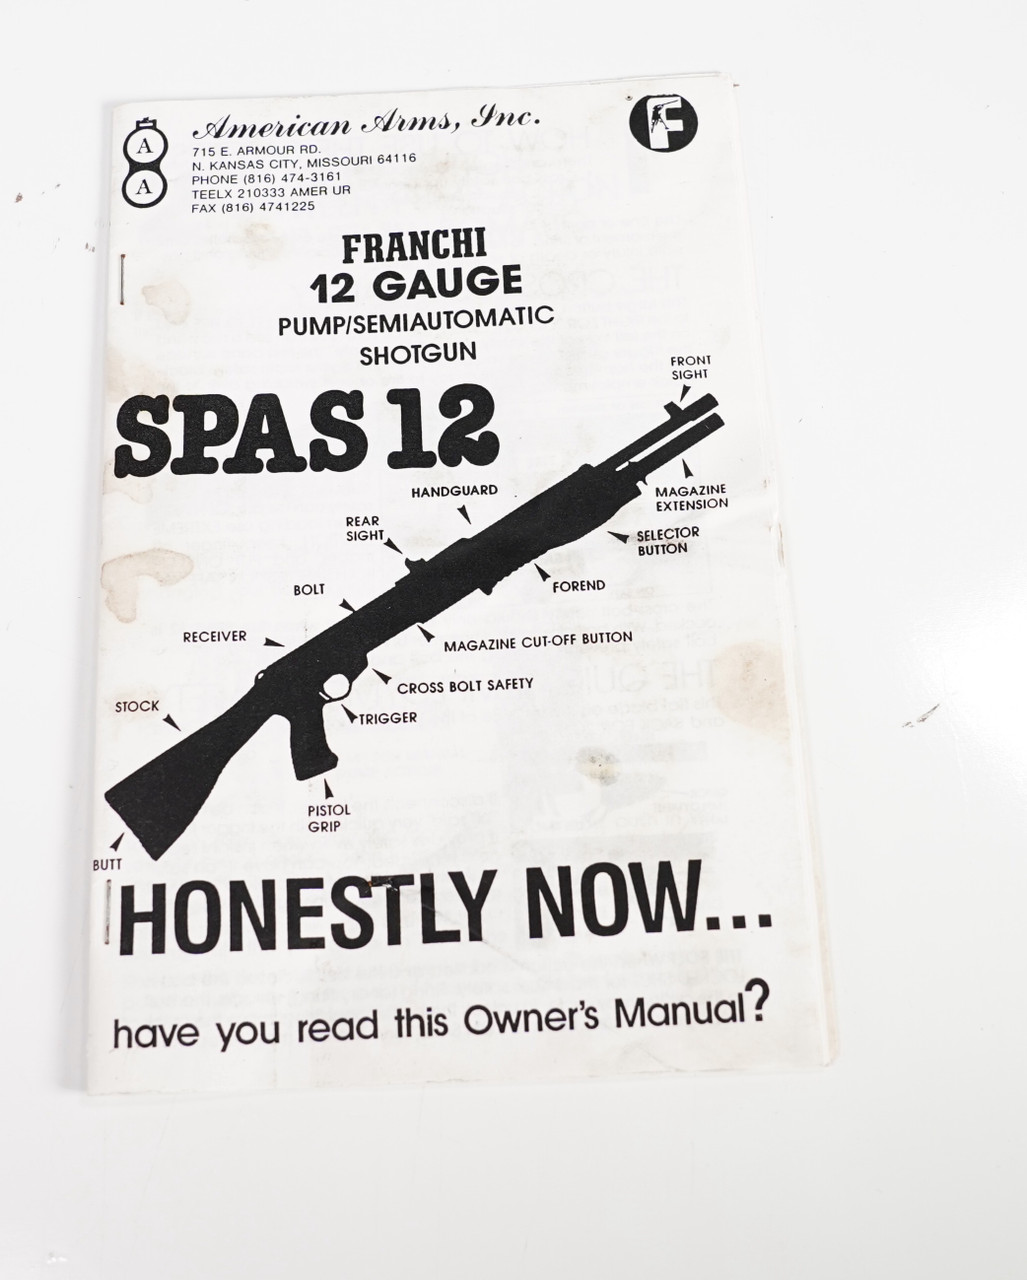 A
A
American Arms, Inc.
715 E. ARMOUR RD.
N. KANSAS CITY, MISSOURI 64116
PHONE (816) 474-3161
TEELX 210333 AMER UR
FAX (816) 4741225
F
FRANCHI
12 GAUGE
PUMP/SEMIAUTOMATIC
SHOTGUN
SPAS 12
FRONT
SIGHT
HANDGUARD
MAGAZINE
EXTENSION
REAR
SIGHT
SELECTOR
BUTTON
BOLT
FOREND
RECEIVER
MAGAZINE CUT-OFF BUTTON
CROSS BOLT SAFETY
STOCK
TRIGGER
PISTOL
GRIP
BUTT
HONESTLY NOW...
have you read this Owner's Manual?